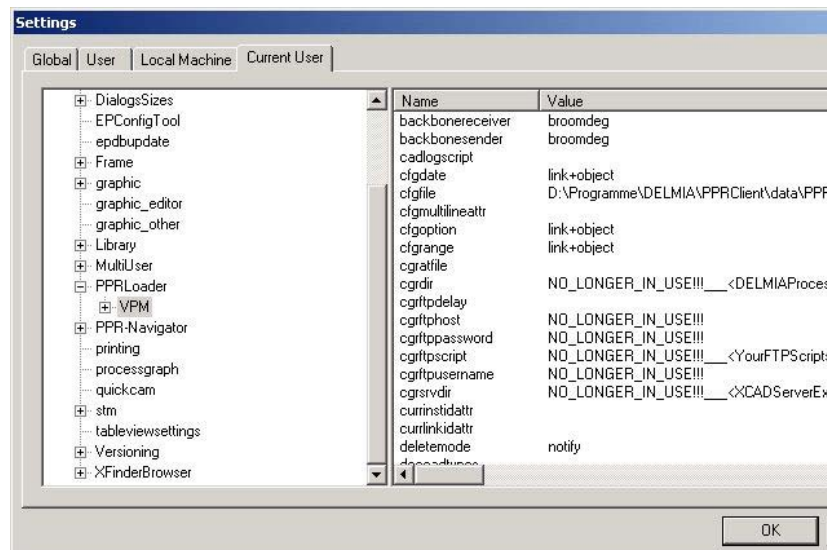 Settings
Global User Local Machine Current User
DialogsSizes
EPConfigTool
epdbupdate
Frame
graphic
graphic_editor
graphic_other
Library
MultiUser
PPRLoader
VPM
PPR-Navigator
printing
processgraph
quickcam
stm
tableviewsettings
Versioning
XFinderBrowser
Name Value
backbonereceiver broomdeg
backbonesender broomdeg
cadlogscript
cfgdate link+object
cfgfile D:\Programme\DELMIA\PPRClient\data\PPR
cfgmultilineattr
cfgoption link+object
cfgrange link+object
cgratfile
cgrdir NO_LONGER_IN_USE!!!___<DELMIAProces
cgrftpdelay
cgrftphost NO_LONGER_IN_USE!!!
cgrftppassword NO_LONGER_IN_USE!!!
cgrftpscript NO_LONGER_IN_USE!!!___<YourFTPScripts
cgrftpusername NO_LONGER_IN_USE!!!
cgrsrvdir NO_LONGER_IN_USE!!!___<XCADServerEx
currinstidattr
currlinkidattr
deletemode notify
OK